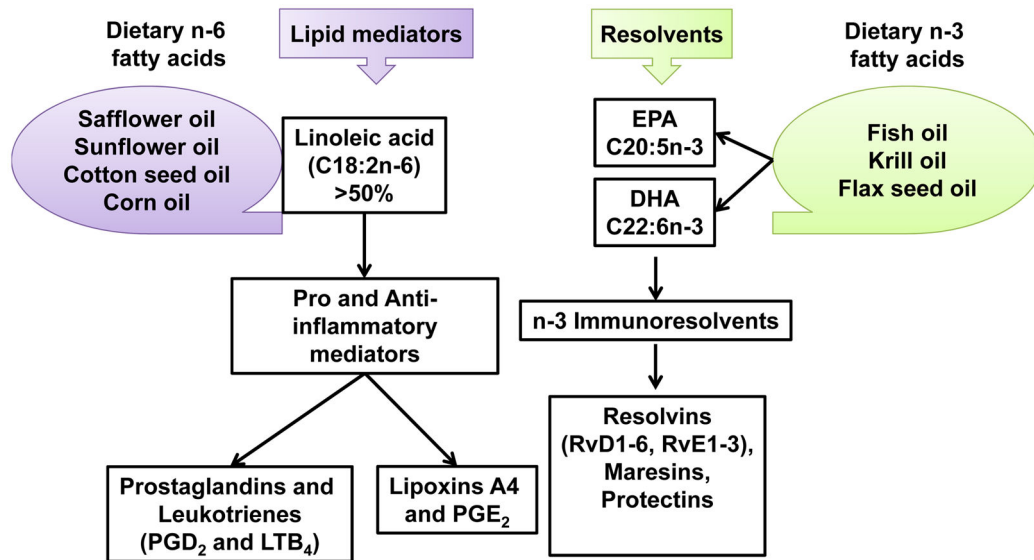 Dietary n-6
fatty acids
Lipid mediators
Resolvents
Dietary n-3
fatty acids
Safflower oil
Sunflower oil
Cotton seed oil
Corn oil
Linoleic acid
(C18:2n-6)
>50%
EPA
C20:5n-3
DHA
C22:6n-3
Fish oil
Krill oil
Flax seed oil
Pro and Anti-
inflammatory
mediators
n-3 Immunoresolvents
Prostaglandins and
Leukotrienes
(PGD₂ and LTB₄)
Lipoxins A4
and PGE₂
Resolvins
(RvD1-6, RvE1-3),
Maresins,
Protectins